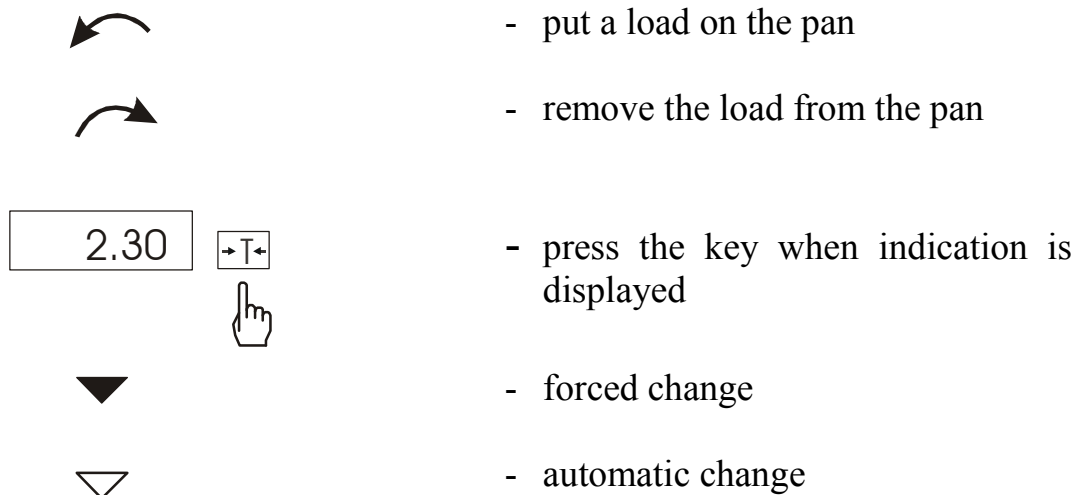 - put a load on the pan
- remove the load from the pan
2.30 →T← - press the key when indication is
displayed
- forced change
- automatic change